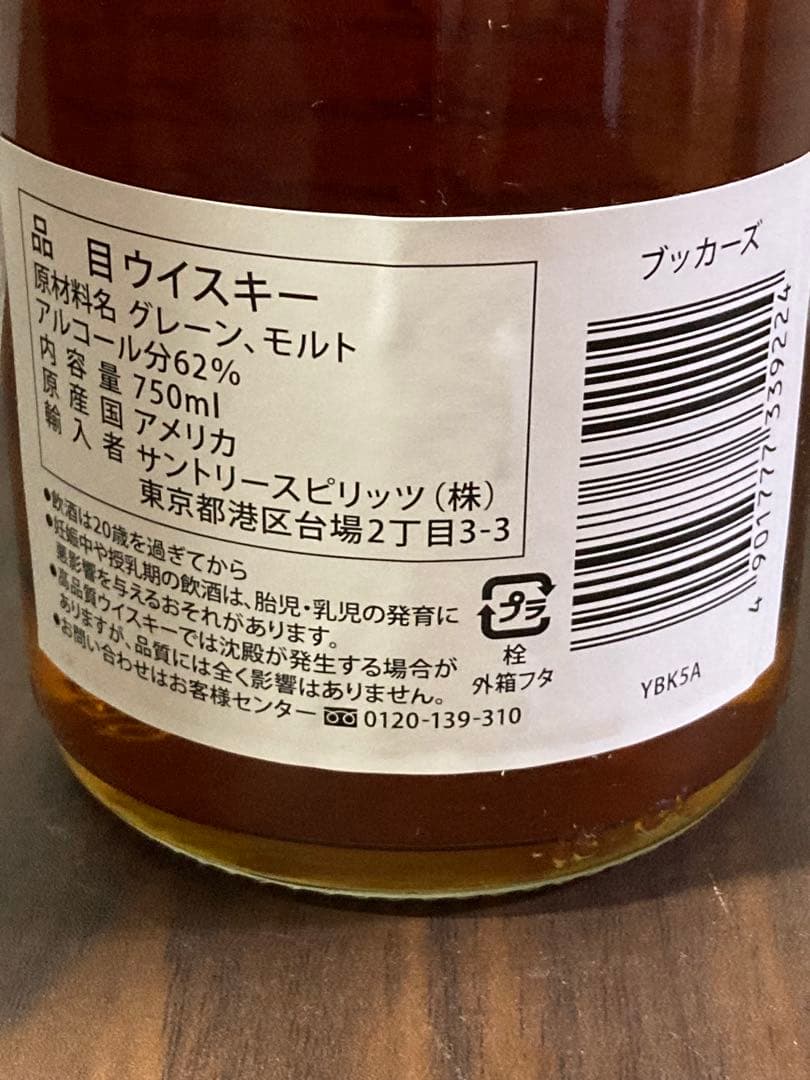 品 目 ウイスキー
原材料名 グレーン、モルト
アルコール分62%
内容量 750ml
原産国 アメリカ
輸入者 サントリースピリッツ(株)
東京都港区台場2丁目3-3
●飲酒は20歳を過ぎてから
●妊娠中や授乳期の飲酒は、胎児・乳児の発育に
悪影響を与えるおそれがあります。
●高品質ウイスキーでは沈殿が発生する場合が
ありますが、品質には全く影響はありません。
●お問い合わせはお客様センター 0120-139-310
プラ
栓
外箱フタ
ブッカーズ
4 901777 339224
YBK5A